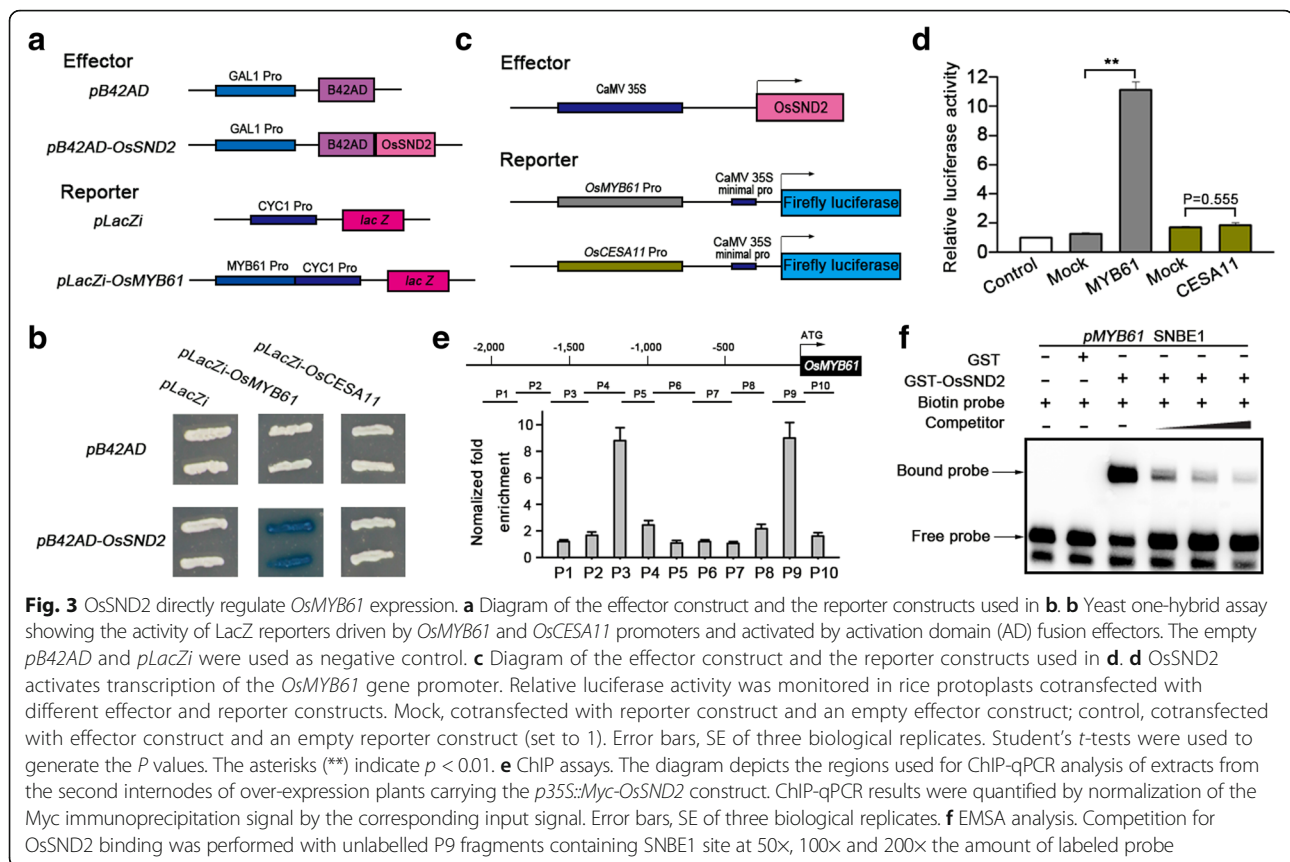 a
Effector
GAL1 Pro
pB42AD
B42AD
GAL1 Pro
pB42AD-OsSND2
B42AD
OsSND2
Reporter
CYC1 Pro
pLacZi
lac Z
MYB61 Pro
CYC1 Pro
pLacZi-OsMYB61
lac Z
b
pLacZi
pLacZi-OsMYB61
pLacZi-OsCESA11
pB42AD
pB42AD-OsSND2
c
Effector
CaMV 35S
OsSND2
Reporter
OsMYB61 Pro
CaMV 35S
minimal pro
Firefly luciferase
OsCESA11 Pro
CaMV 35S
minimal pro
Firefly luciferase
d
Relative luciferase activity
12
10
8
6
4
2
0
**
P=0.555
Control
Mock
MYB61
Mock
CESA11
e
-2,000
-1,500
-1,000
-500
ATG
OsMYB61
P1
P2
P3
P4
P5
P6
P7
P8
P9
P10
Nomalized fold
enrichment
10
8
6
4
2
0
P1 P2 P3 P4 P5 P6 P7 P8 P9 P10
f
pMYB61 SNBE1
GST - + - - - -
GST-OsSND2 - - + + + +
Biotin probe + + + + + +
Competitor - - -
Bound probe
Free probe
Fig. 3 OsSND2 directly regulate OsMYB61 expression. a Diagram of the effector construct and the reporter constructs used in b. b Yeast one-hybrid assay
showing the activity of LacZ reporters driven by OsMYB61 and OsCESA11 promoters and activated by activation domain (AD) fusion effectors. The empty
pB42AD and pLacZi were used as negative control. c Diagram of the effector construct and the reporter constructs used in d. d OsSND2
activates transcription of the OsMYB61 gene promoter. Relative luciferase activity was monitored in rice protoplasts cotransfected with
different effector and reporter constructs. Mock, cotransfected with reporter construct and an empty effector construct; control, cotransfected
with effector construct and an empty reporter construct (set to 1). Error bars, SE of three biological replicates. Student's t-tests were used to
generate the P values. The asterisks (**) indicate p < 0.01. e ChIP assays. The diagram depicts the regions used for ChIP-qPCR analysis of extracts from
the second internodes of over-expression plants carrying the p35S::Myc-OsSND2 construct. ChIP-qPCR results were quantified by normalization of the
Myc immunoprecipitation signal by the corresponding input signal. Error bars, SE of three biological replicates. f EMSA analysis. Competition for
OsSND2 binding was performed with unlabelled P9 fragments containing SNBE1 site at 50×, 100× and 200× the amount of labeled probe